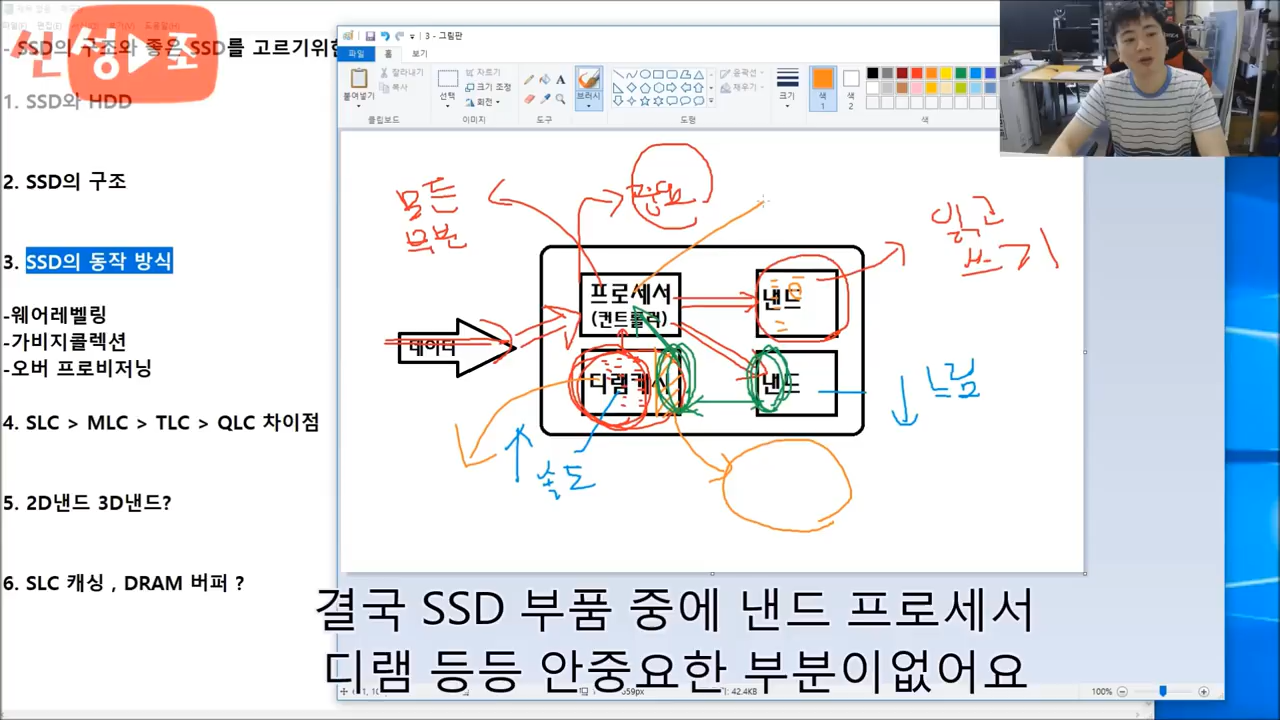 신성조
- SSD의 구조와 좋은 SSD를 고르기위한
1. SSD와 HDD
2. SSD의 구조
3. SSD의 동작 방식
-웨어레벨링
-가비지콜렉션
-오버 프로비저닝
4. SLC > MLC > TLC > QLC 차이점
5. 2D낸드 3D낸드?
6. SLC 캐싱 , DRAM 버퍼 ?
3 - 그림판
파일
홈
보기
붙여넣기
잘라내기
복사
클립보드
선택
자르기
크기 조정
회전
이미지
A
도구
브러시
윤곽선
채우기
도형
크기
색
1
색
2
색
모든
부분
중요
읽고
쓰기
프로세서
(컨트롤러)
낸드
데이터
디램캐시
낸드
느림
속도
결국 SSD 부품 중에 낸드 프로세서
디램 등등 안중요한 부분이없어요
42.4KB
100%